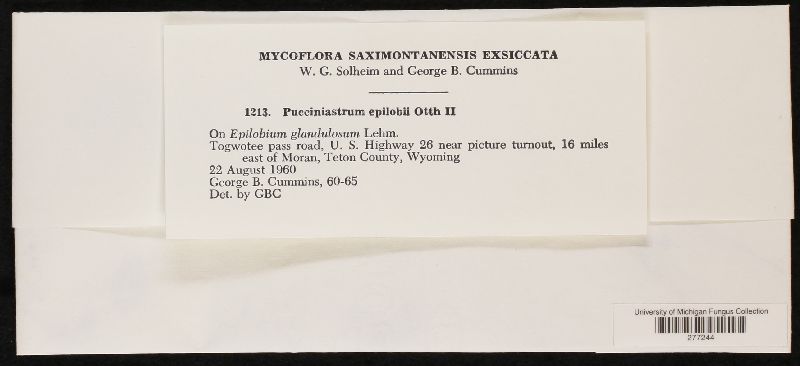 MYCOFLORA SAXIMONTANENSIS EXSICCATA
W. G. Solheim and George B. Cummins
1213. Pucciniastrum epilobii Otth II
On Epilobium glandulosum Lehm.
Togwotee pass road, U. S. Highway 26 near picture turnout, 16 miles
east of Moran, Teton County, Wyoming
22 August 1960
George B. Cummins, 60-65
Det. by GBC
University of Michigan Fungus Collection
277244